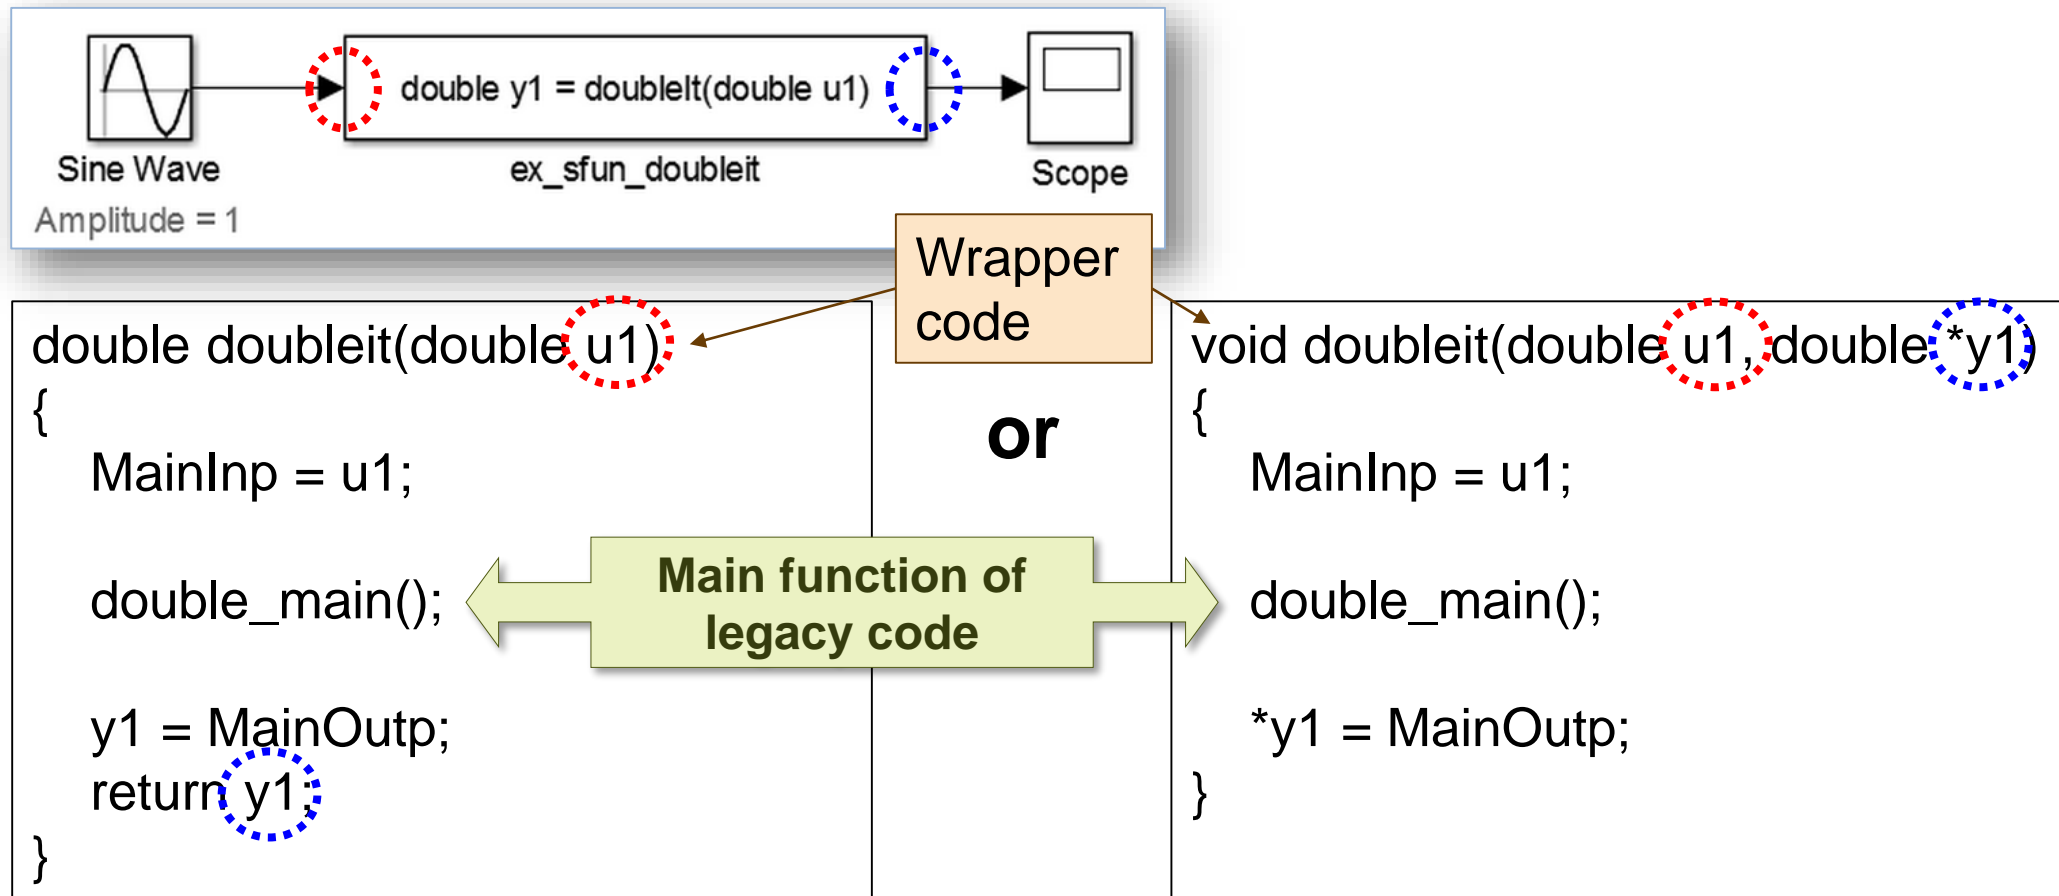 double y1 = doubleIt(double u1)
Sine Wave
ex_sfun_doubleit
Scope
Amplitude = 1
Wrapper
code
double doubleit(double u1)
{
MainInp = u1;
double_main();
y1 = MainOutp;
return y1;
}
or
Main function of
legacy code
void doubleit(double u1, double *y1)
{
MainInp = u1;
double_main();
*y1 = MainOutp;
}